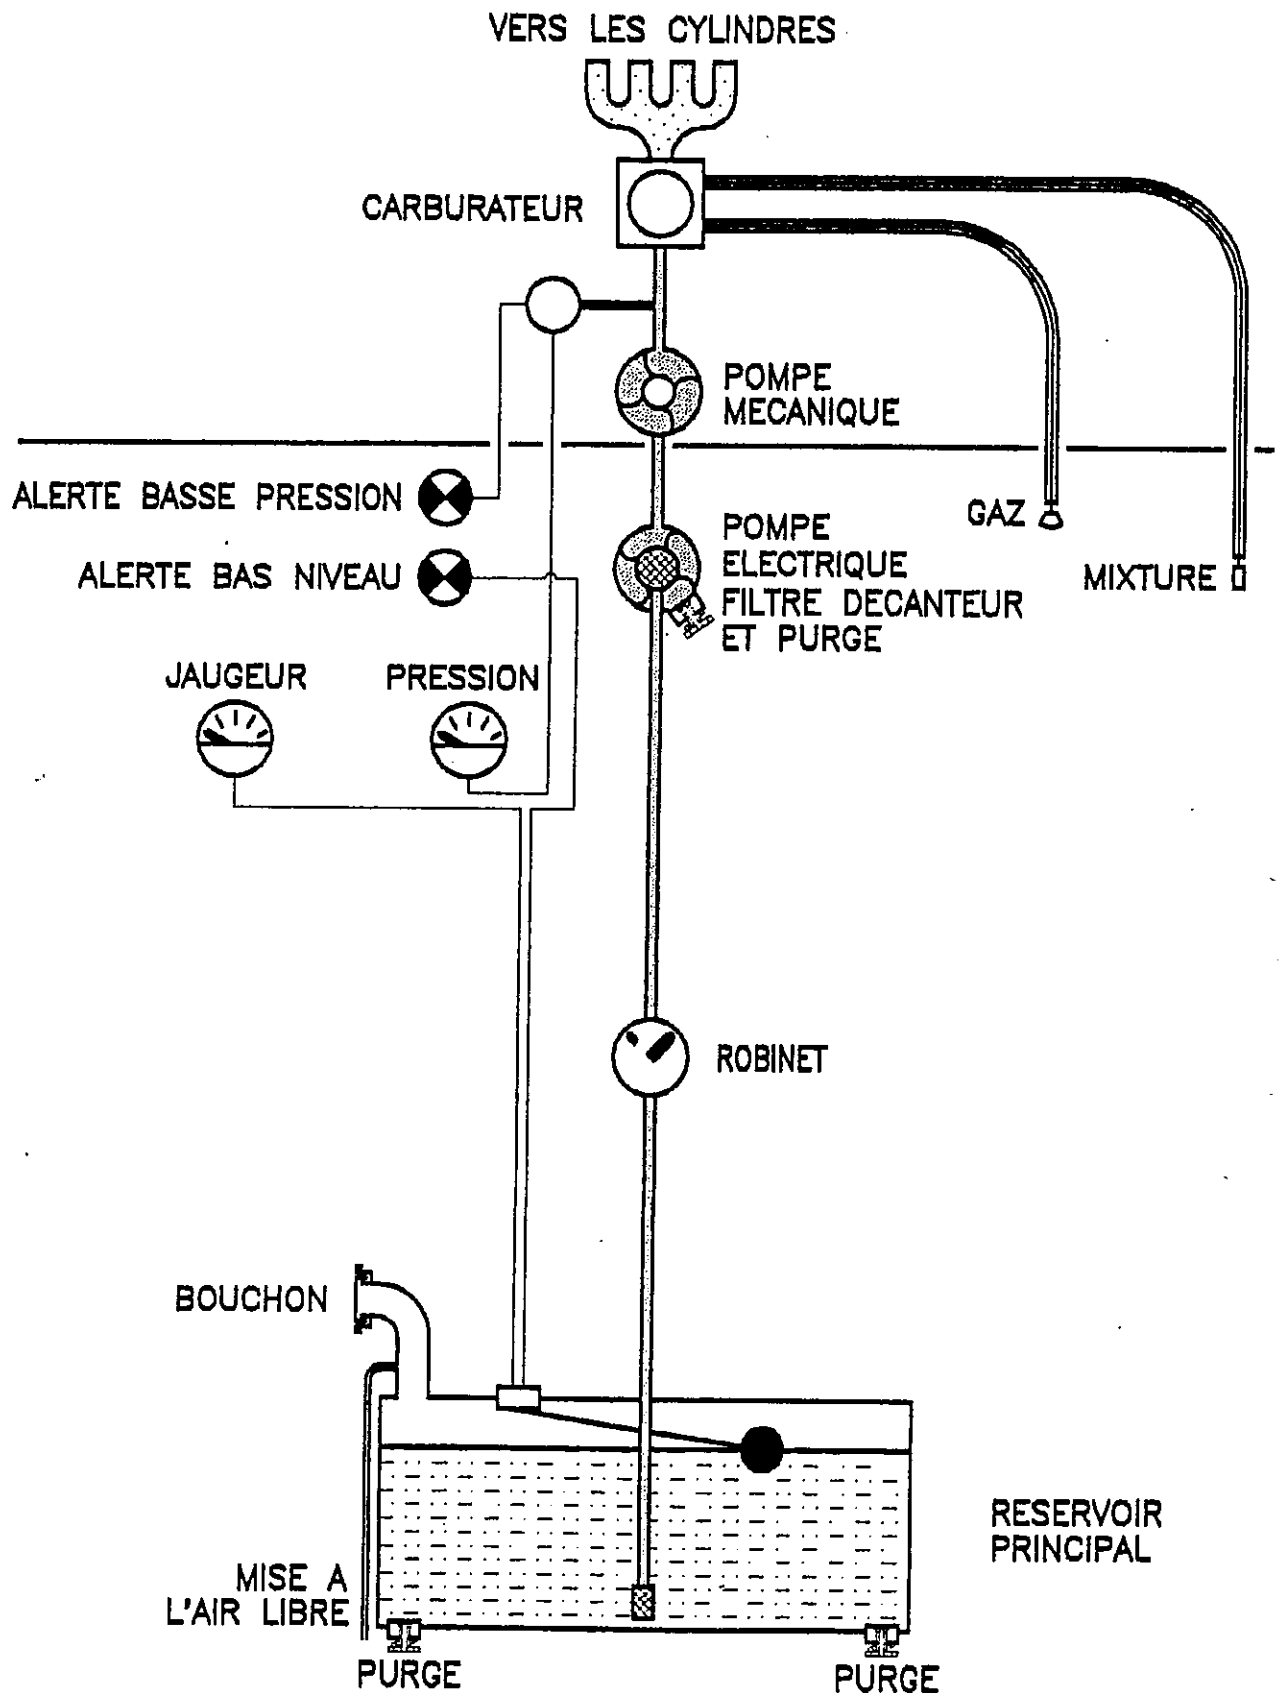 VERS LES CYLINDRES
CARBURATEUR
POMPE
MECANIQUE
ALERTE BASSE PRESSION
GAZ
POMPE
ELECTRIQUE
FILTRE DECANTEUR
ET PURGE
ALERTE BAS NIVEAU
MIXTURE
JAUGEUR
PRESSION
ROBINET
BOUCHON
RESERVOIR
PRINCIPAL
MISE A
L'AIR LIBRE
PURGE
PURGE